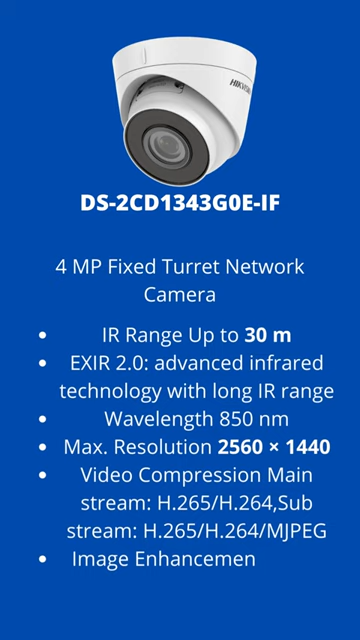 HIKVISION
DS-2CD1343G0E-IF
4 MP Fixed Turret Network
Camera
• IR Range Up to 30 m
• EXIR 2.0: advanced infrared
technology with long IR range
• Wavelength 850 nm
• Max. Resolution 2560 × 1440
• Video Compression Main
stream: H.265/H.264,Sub
stream: H.265/H.264/MJPEG
• Image Enhancemen